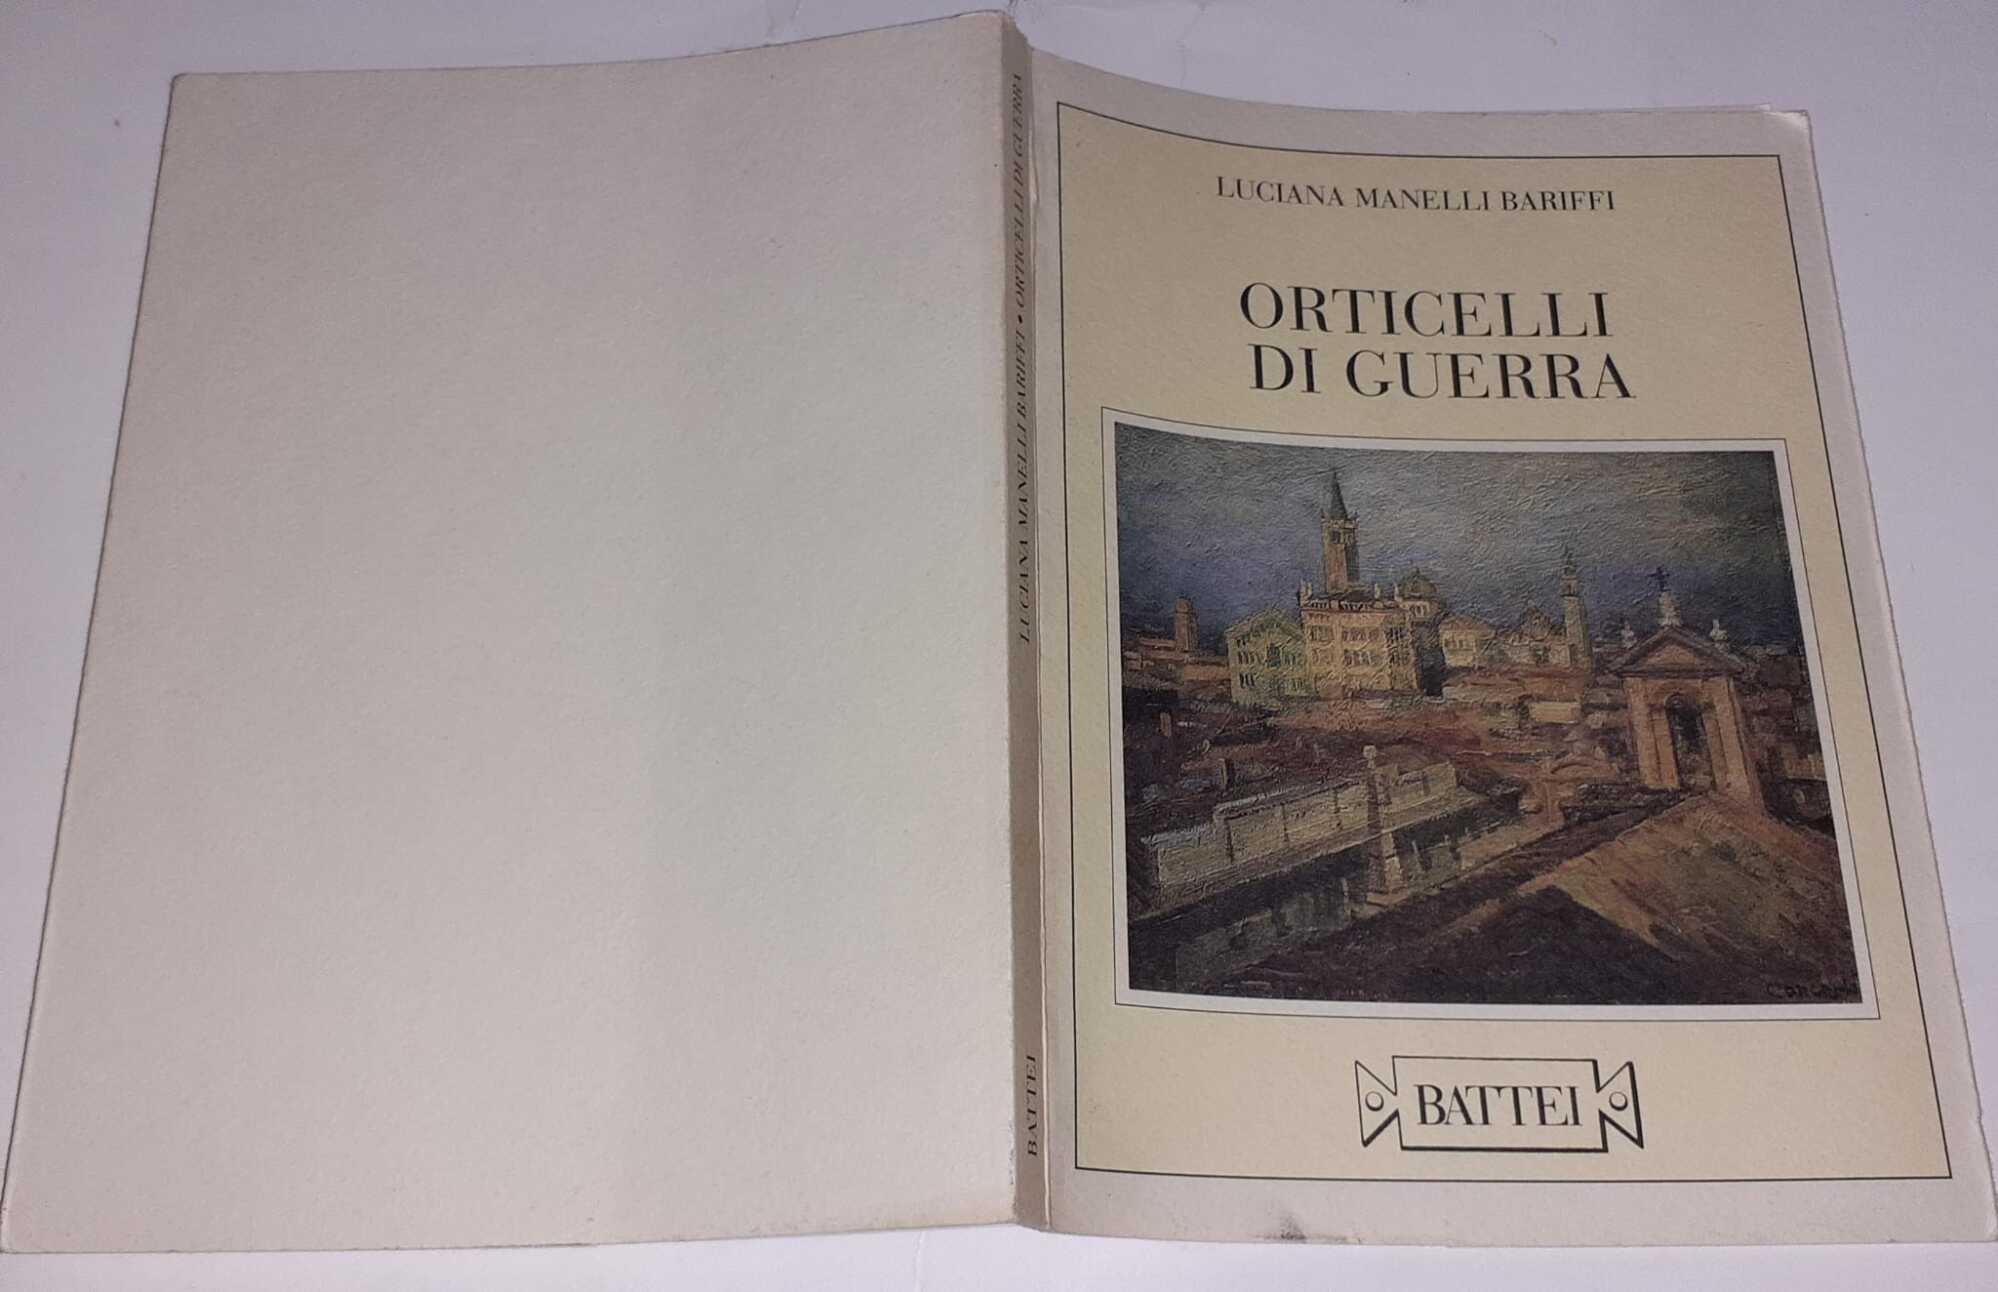 LUCIANA MANELLI BARIFFI • ORTICELLI DI GUERRA
BATTEI
LUCIANA MANELLI BARIFFI
ORTICELLI
DI GUERRA
BATTEI